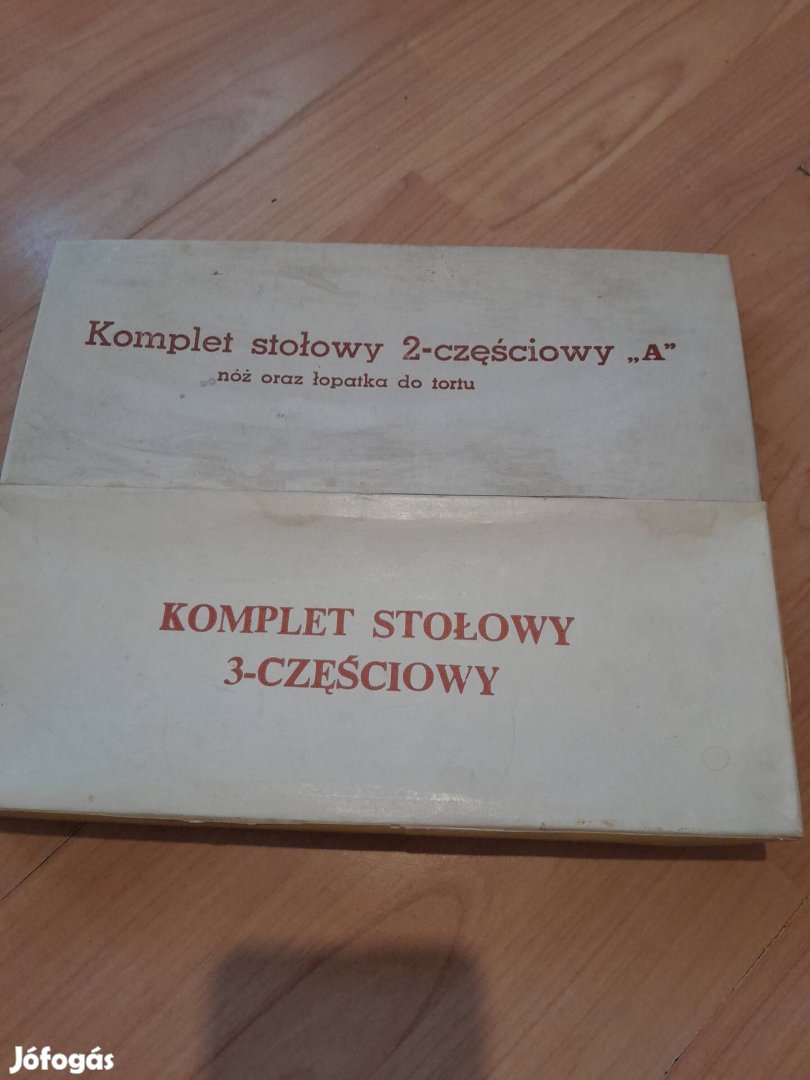 Komplet stołowy 2-częściowy „A”
nóż oraz łopatka do tortu
KOMPLET STOŁOWY
3-CZĘŚCIOWY
Jófogás